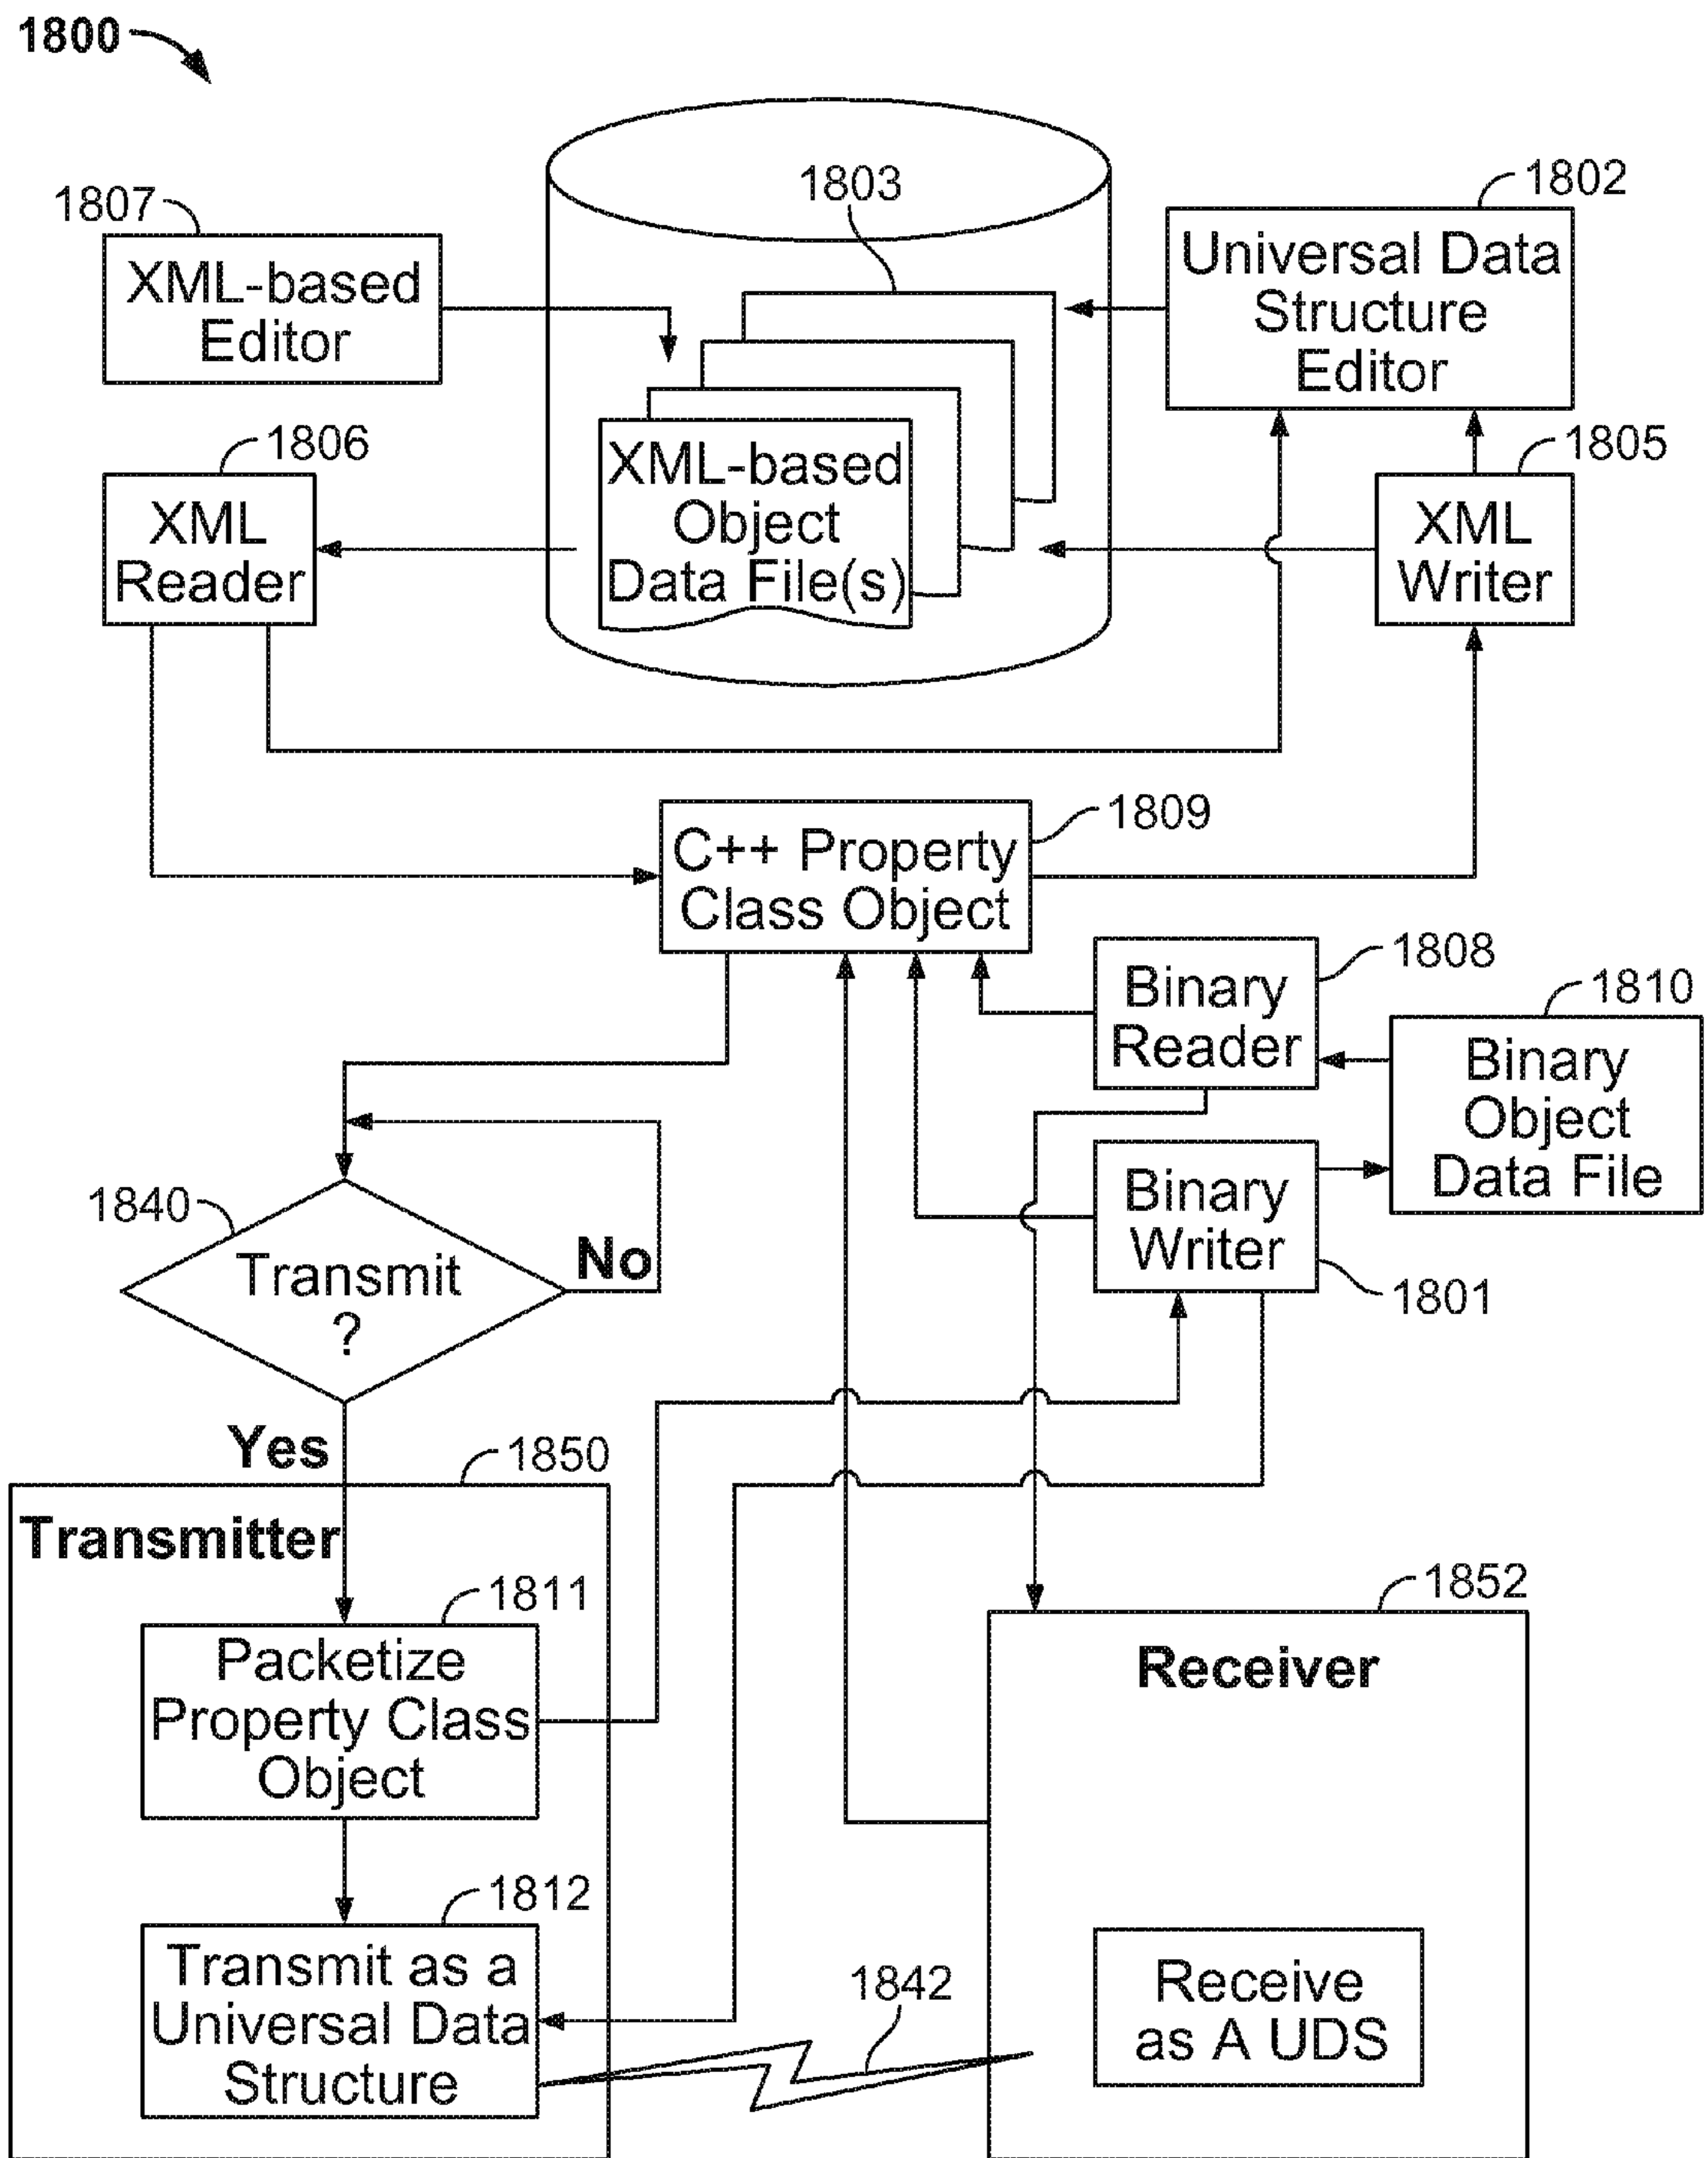 1800
1803
1802
1807
Universal Data
Structure
Editor
XML-based
Editor
1806
1805
XML-based
Object
Data File(s)
XML
Reader
XML
Writer
1809
C++ Property
Class Object
1808
Binary
Reader
1810
Binary
Object
Data File
1840
Transmit
?
No
Binary
Writer
1801
Yes
1850
Transmitter
1811
Packetize
Property Class
Object
1852
Receiver
1812
Transmit as a
Universal Data
Structure
1842
Receive
as A UDS